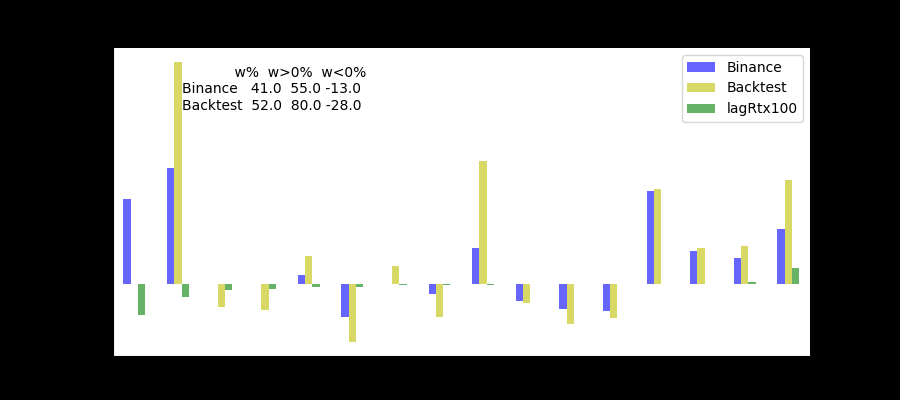 w%  w>0%  w<0%
Binance   41.0  55.0 -13.0
Backtest  52.0  80.0 -28.0
Binance
Backtest
lagRtx100